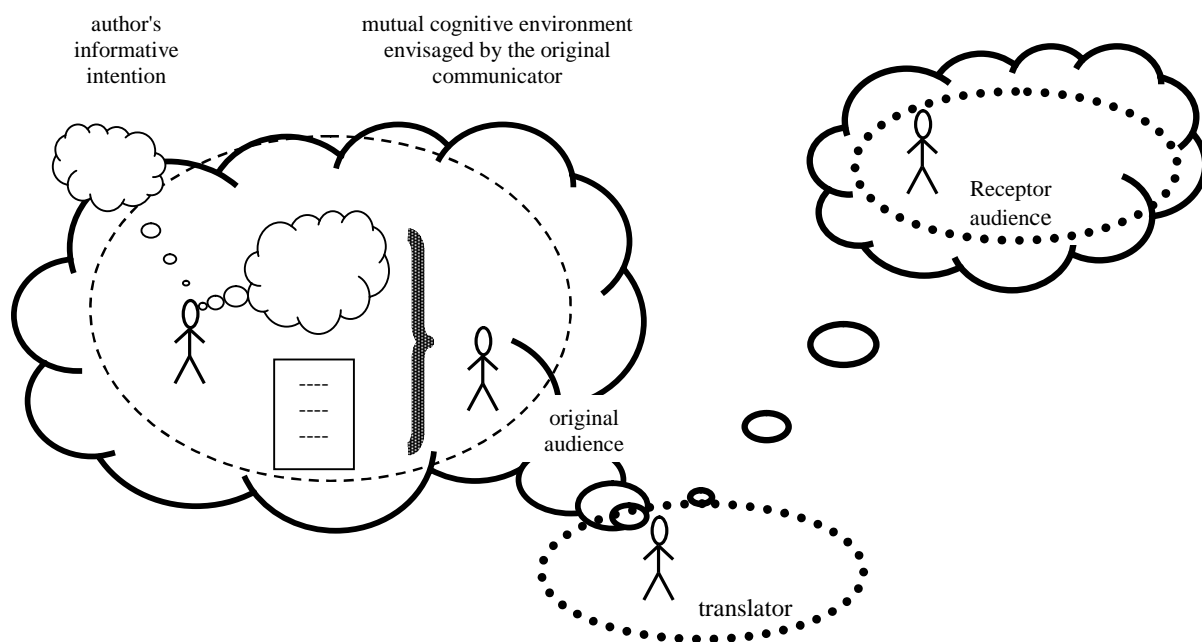 author's
informative
intention
mutual cognitive environment
envisaged by the original
communicator
Receptor
audience
original
audience
translator